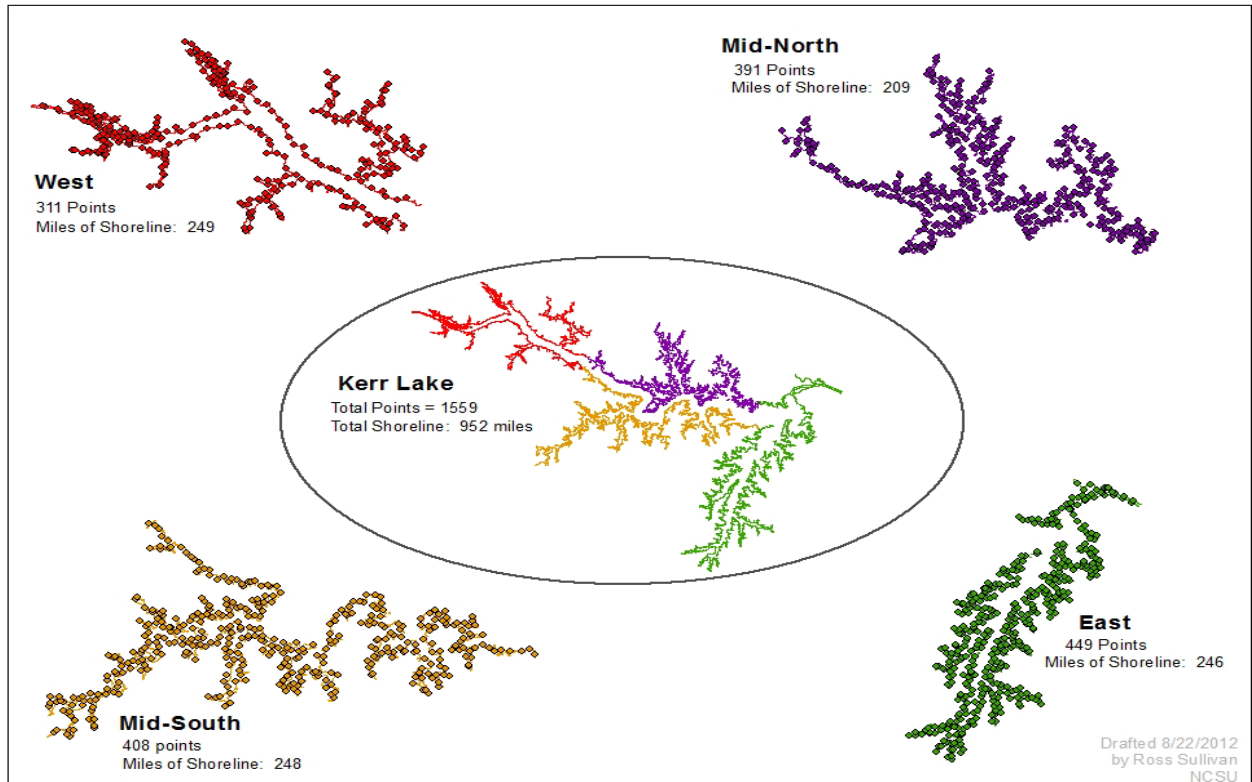 Mid-North
391 Points
Miles of Shoreline: 209
West
311 Points
Miles of Shoreline: 249
Kerr Lake
Total Points = 1559
Total Shoreline: 952 miles
East
449 Points
Miles of Shoreline: 246
Mid-South
408 points
Miles of Shoreline: 248
Drafted 8/22/2012
by Ross Sullivan
NCSU